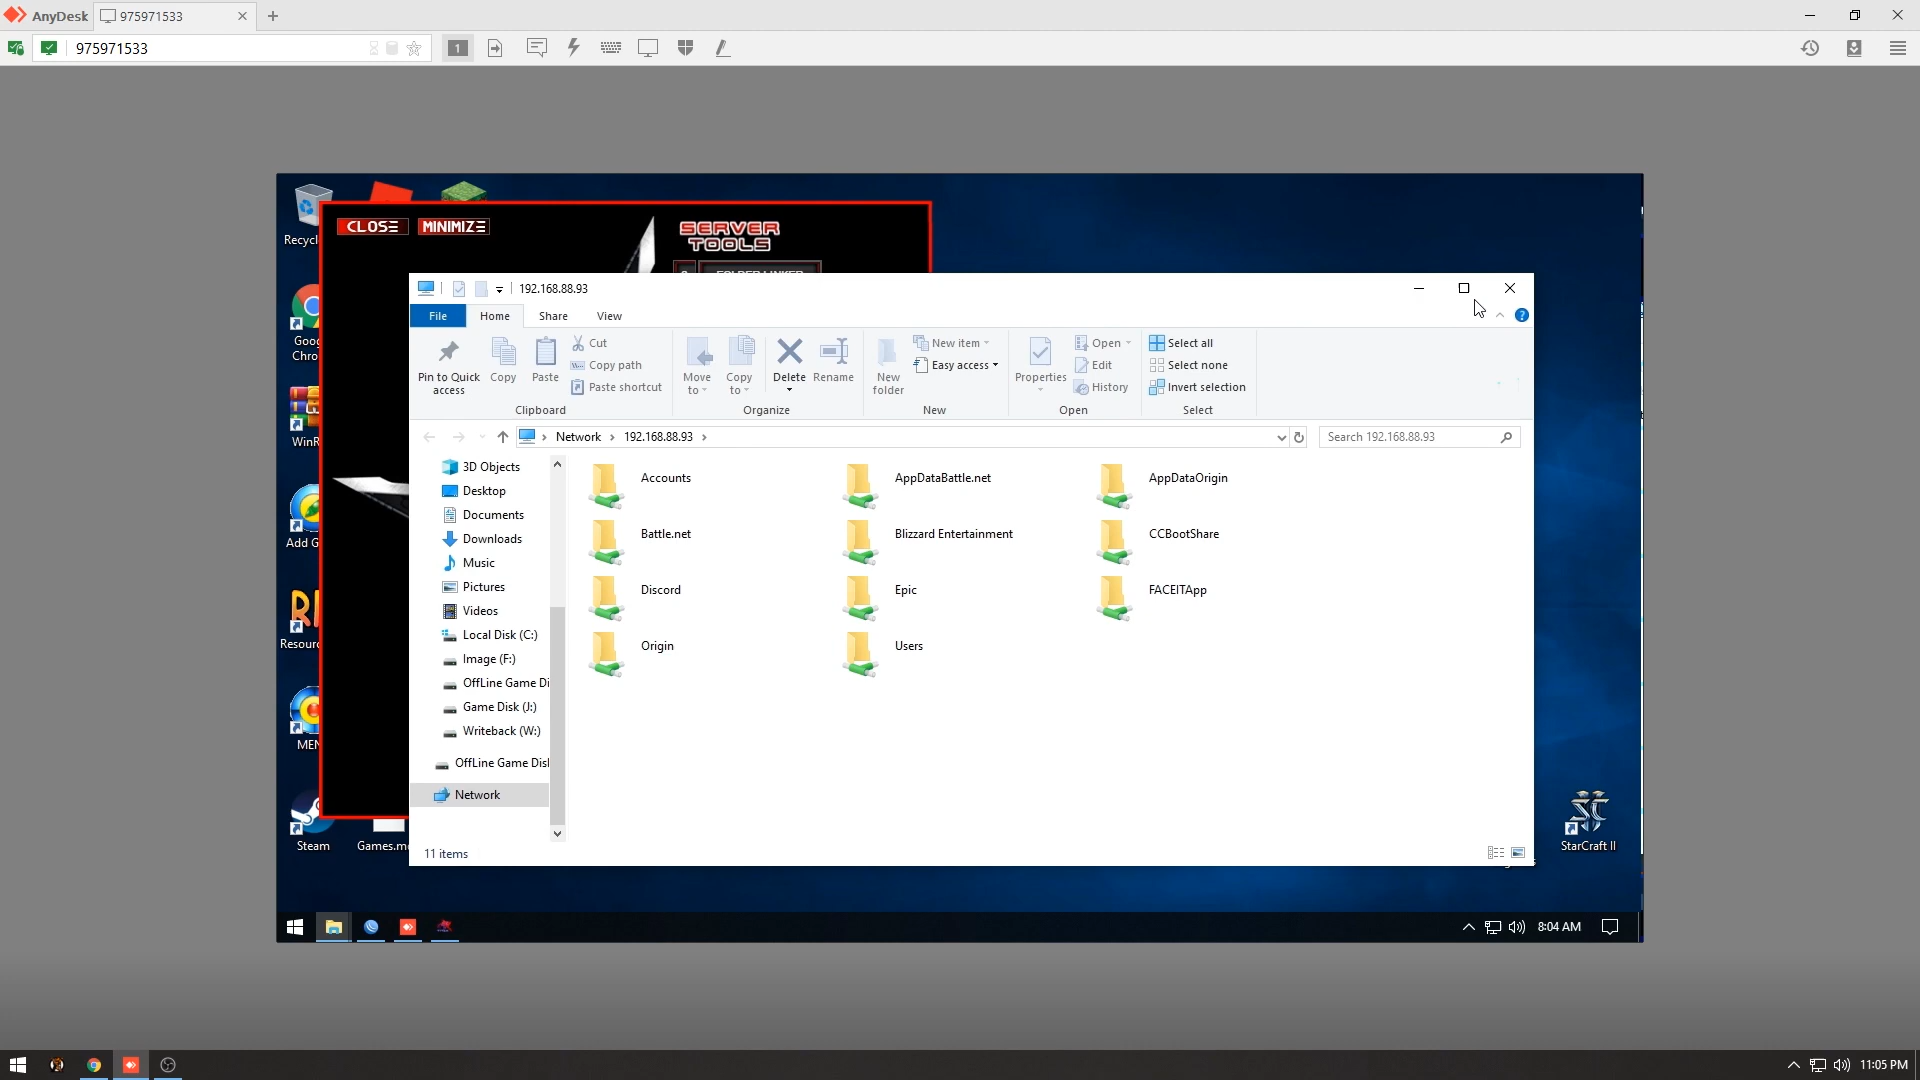 AnyDesk
975971533
975971533
1
Recycl
CLOSE
MINIMIZE
SERVER
TOOLS
192.168.88.93
File
Home
Share
View
Goog
Chro
Pin to Quick
access
Copy
Paste
Cut
Copy path
Paste shortcut
Clipboard
Move
to
Copy
to
Delete
Rename
Organize
New
folder
New item
Easy access
New
Properties
Open
Edit
History
Open
Select all
Select none
Invert selection
Select
WinR
Network
192.168.88.93
Search 192.168.88.93
3D Objects
Desktop
Documents
Downloads
Music
Pictures
Videos
Local Disk (C:)
Image (F:)
OffLine Game Di
Game Disk (J:)
Writeback (W:)
OffLine Game Disl
Network
Accounts
AppDataBattle.net
AppDataOrigin
Battle.net
Blizzard Entertainment
CCBootShare
Discord
Epic
FACEITApp
Origin
Users
Add G
Resour
MEN
Steam
Games.m
11 items
StarCraft II
8:04 AM
11:05 PM